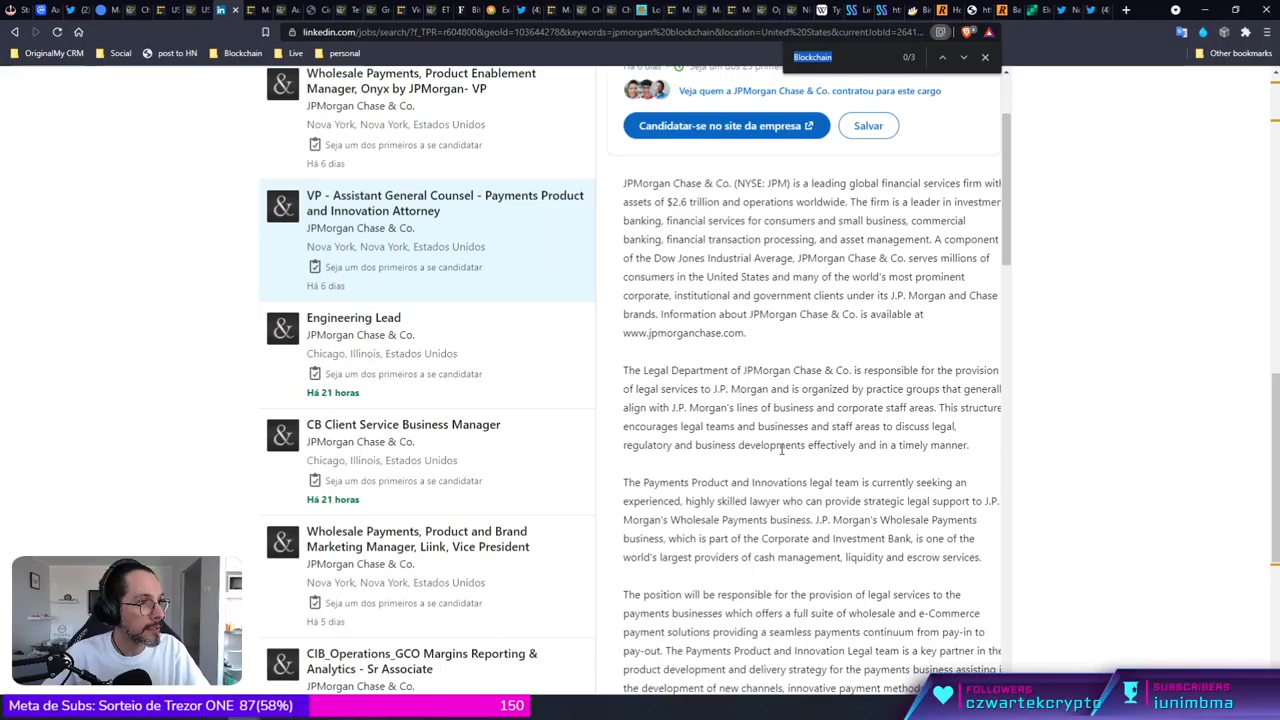 linkedin.com/jobs/search/?f_TPR=r604800&geoId=103644278&keywords=jpmorgan%20blockchain&location=United%20States&currentJobId=2641...
OriginalMy CRM
Social
post to HN
Blockchain
Live
personal
Other bookmarks
Blockchain
0/3
Wholesale Payments, Product Enablement
Manager, Onyx by JPMorgan- VP
JPMorgan Chase & Co.
Nova York, Nova York, Estados Unidos
Seja um dos primeiros a se candidatar
Há 6 dias
VP - Assistant General Counsel - Payments Product
and Innovation Attorney
JPMorgan Chase & Co.
Nova York, Nova York, Estados Unidos
Seja um dos primeiros a se candidatar
Há 6 dias
Engineering Lead
JPMorgan Chase & Co.
Chicago, Illinois, Estados Unidos
Seja um dos primeiros a se candidatar
Há 21 horas
CB Client Service Business Manager
JPMorgan Chase & Co.
Chicago, Illinois, Estados Unidos
Seja um dos primeiros a se candidatar
Há 21 horas
Wholesale Payments, Product and Brand
Marketing Manager, Liink, Vice President
JPMorgan Chase & Co.
Nova York, Nova York, Estados Unidos
Seja um dos primeiros a se candidatar
Há 5 dias
CIB_Operations_GCO Margins Reporting &
Analytics - Sr Associate
JPMorgan Chase & Co.
Veja quem a JPMorgan Chase & Co. contratou para este cargo
Candidatar-se no site da empresa
Salvar
JPMorgan Chase & Co. (NYSE: JPM) is a leading global financial services firm with
assets of $2.6 trillion and operations worldwide. The firm is a leader in investmen
banking, financial services for consumers and small business, commercial
banking, financial transaction processing, and asset management. A component
of the Dow Jones Industrial Average, JPMorgan Chase & Co. serves millions of
consumers in the United States and many of the world's most prominent
corporate, institutional and government clients under its J.P. Morgan and Chase
brands. Information about JPMorgan Chase & Co. is available at
www.jpmorganchase.com.
The Legal Department of JPMorgan Chase & Co. is responsible for the provision
of legal services to J.P. Morgan and is organized by practice groups that generall
align with J.P. Morgan's lines of business and corporate staff areas. This structure
encourages legal teams and businesses and staff areas to discuss legal,
regulatory and business developments effectively and in a timely manner.
The Payments Product and Innovations legal team is currently seeking an
experienced, highly skilled lawyer who can provide strategic legal support to J.P.
Morgan's Wholesale Payments business. J.P. Morgan's Wholesale Payments
business, which is part of the Corporate and Investment Bank, is one of the
world's largest providers of cash management, liquidity and escrow services.
The position will be responsible for the provision of legal services to the
payments businesses which offers a full suite of wholesale and e-Commerce
payment solutions providing a seamless payments continuum from pay-in to
pay-out. The Payments Product and Innovation Legal team is a key partner in the
product development and delivery strategy for the payments business assisting i
the development of new channels, innovative payment method
Meta de Subs: Sorteio de Trezor ONE 87(58%)
150
FOLLOWERS
czwartekcrypto
SUBSCRIBERS
junimbma